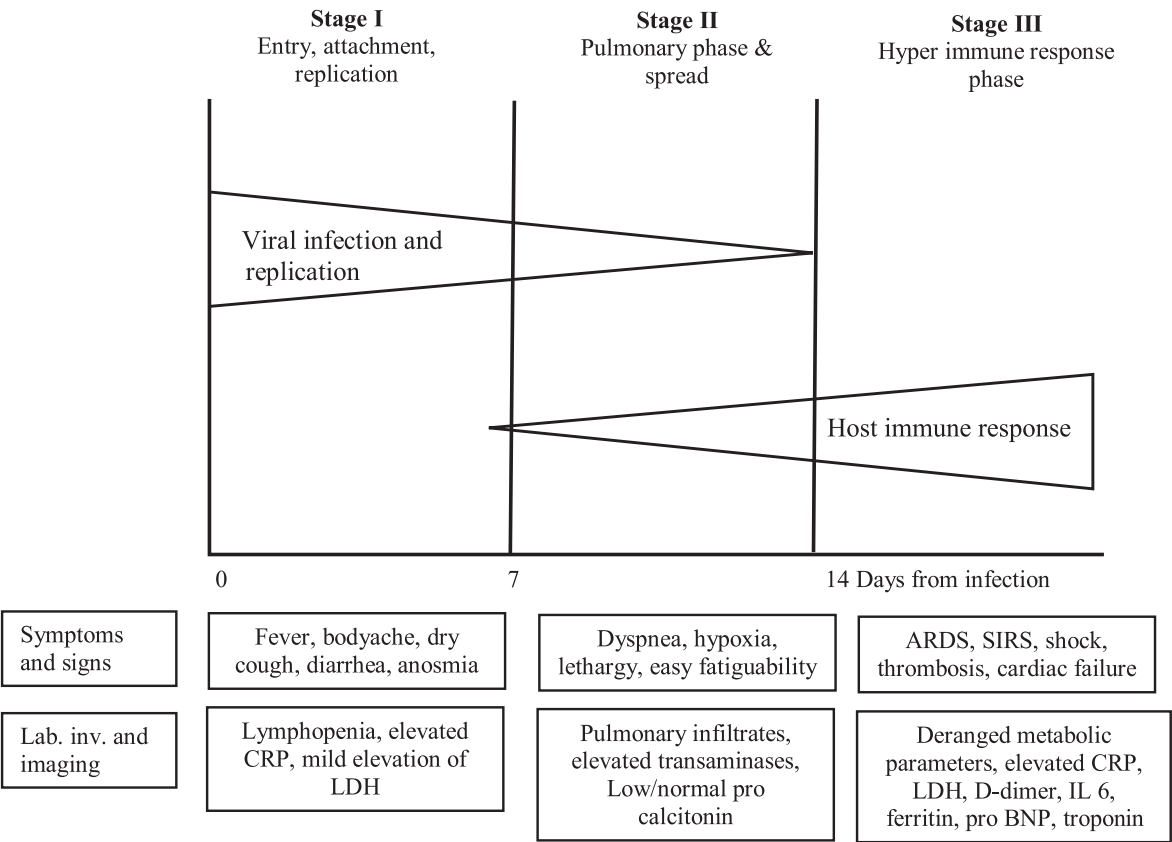 Stage I
Entry, attachment,
replication
Stage II
Pulmonary phase &
spread
Stage III
Hyper immune response
phase
Viral infection and
replication
Host immune response
0
7
14 Days from infection
Symptoms
and signs
Fever, bodyache, dry
cough, diarrhea, anosmia
Dyspnea, hypoxia,
lethargy, easy fatiguability
ARDS, SIRS, shock,
thrombosis, cardiac failure
Lab. inv. and
imaging
Lymphopenia, elevated
CRP, mild elevation of
LDH
Pulmonary infiltrates,
elevated transaminases,
Low/normal pro
calcitonin
Deranged metabolic
parameters, elevated CRP,
LDH, D-dimer, IL 6,
ferritin, pro BNP, troponin